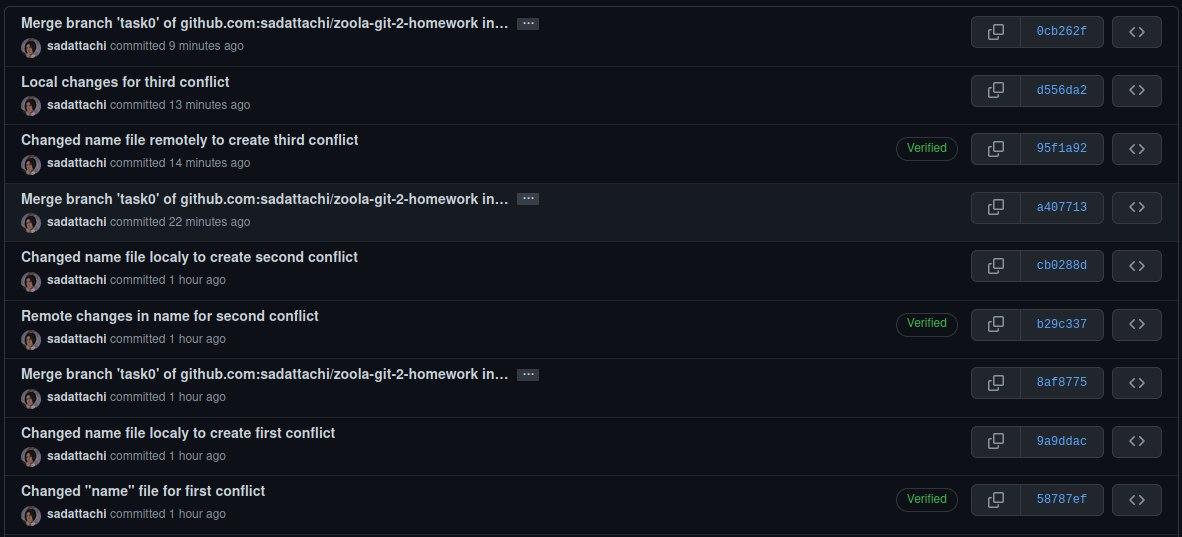 Merge branch 'task0' of github.com:sadattachi/zoola-git-2-homework in… ...
0cb262f
sadattachi committed 9 minutes ago
Local changes for third conflict
d556da2
sadattachi committed 13 minutes ago
Changed name file remotely to create third conflict
Verified 95f1a92
sadattachi committed 14 minutes ago
Merge branch 'task0' of github.com:sadattachi/zoola-git-2-homework in… ...
a407713
sadattachi committed 22 minutes ago
Changed name file localy to create second conflict
cb0288d
sadattachi committed 1 hour ago
Remote changes in name for second conflict
Verified b29c337
sadattachi committed 1 hour ago
Merge branch 'task0' of github.com:sadattachi/zoola-git-2-homework in… ...
8af8775
sadattachi committed 1 hour ago
Changed name file localy to create first conflict
9a9ddac
sadattachi committed 1 hour ago
Changed "name" file for first conflict
Verified 58787ef
sadattachi committed 1 hour ago